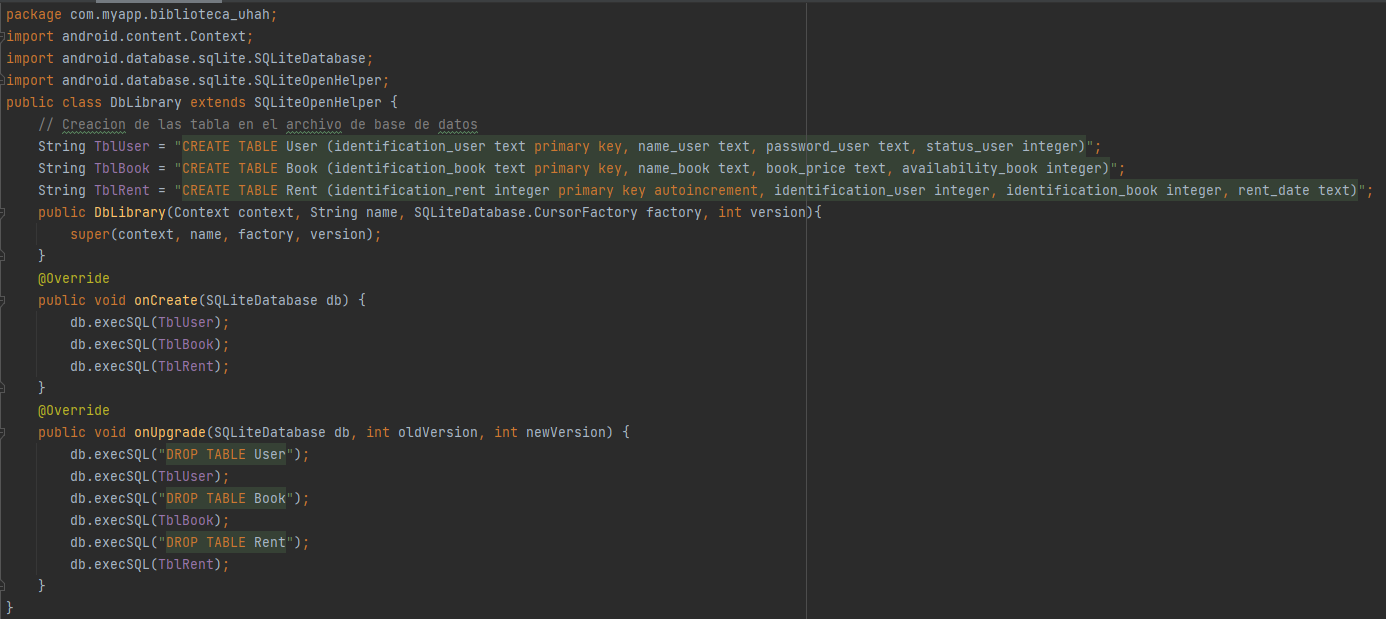 package com.myapp.biblioteca_uhah;
import android.content.Context;
import android.database.sqlite.SQLiteDatabase;
import android.database.sqlite.SQLiteOpenHelper;
public class DbLibrary extends SQLiteOpenHelper {
    // Creacion de las tabla en el archivo de base de datos
    String TblUser = "CREATE TABLE User (identification_user text primary key, name_user text, password_user text, status_user integer)";
    String TblBook = "CREATE TABLE Book (identification_book text primary key, name_book text, book_price text, availability_book integer)";
    String TblRent = "CREATE TABLE Rent (identification_rent integer primary key autoincrement, identification_user integer, identification_book integer, rent_date text)";
    public DbLibrary(Context context, String name, SQLiteDatabase.CursorFactory factory, int version){
        super(context, name, factory, version);
    }
    @Override
    public void onCreate(SQLiteDatabase db) {
        db.execSQL(TblUser);
        db.execSQL(TblBook);
        db.execSQL(TblRent);
    }
    @Override
    public void onUpgrade(SQLiteDatabase db, int oldVersion, int newVersion) {
        db.execSQL("DROP TABLE User");
        db.execSQL(TblUser);
        db.execSQL("DROP TABLE Book");
        db.execSQL(TblBook);
        db.execSQL("DROP TABLE Rent");
        db.execSQL(TblRent);
    }
}